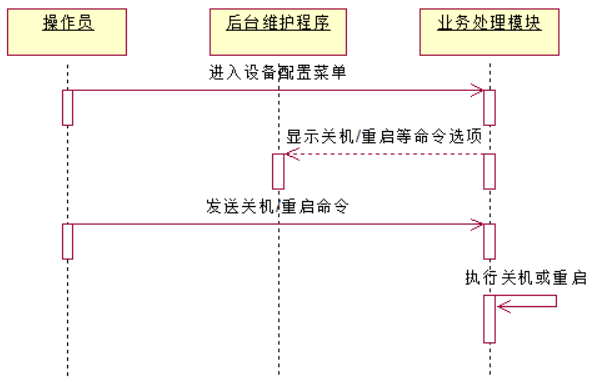 操作员
后台维护程序
业务处理模块
进入设备配置菜单
显示关机/重启等命令选项
发送关机/重启命令
执行关机或重启